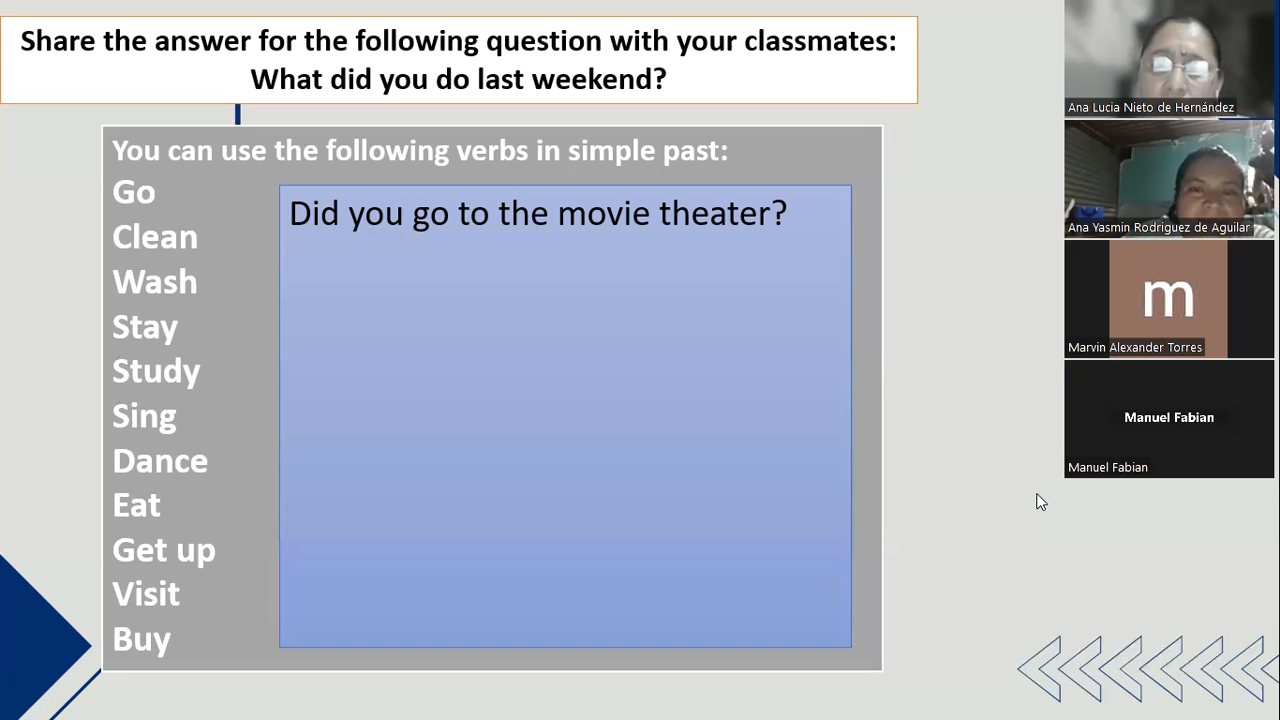 Share the answer for the following question with your classmates:
What did you do last weekend?
You can use the following verbs in simple past:
Go
Clean
Wash
Stay
Study
Sing
Dance
Eat
Get up
Visit
Buy
Did you go to the movie theater?
Ana Lucia Nieto de Hernández
Ana Yasmin Rodriguez de Aguilar
m
Marvin Alexander Torres
Manuel Fabian
Manuel Fabian